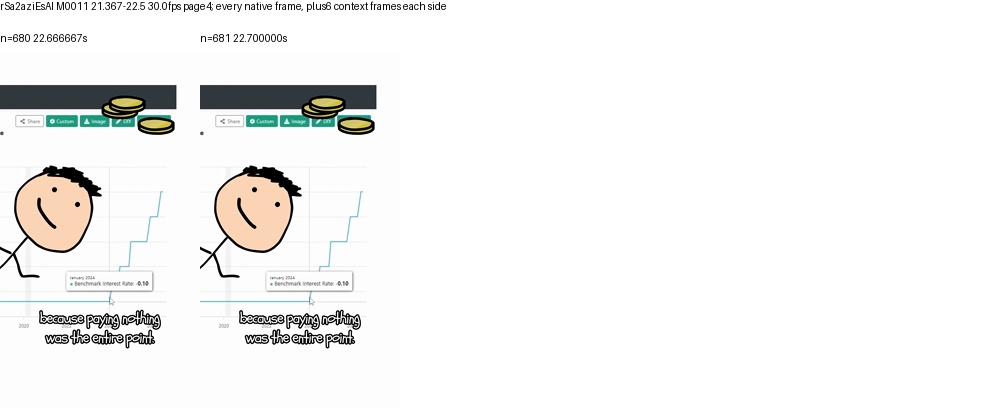 rSa2aziEsAI M0011 21.367-22.5 30.0fps page4; every native frame, plus6 context frames each side
n=680 22.666667s
n=681 22.700000s
Share Custom Image DIY
Share Custom Image DIY
January 2024
Benchmark Interest Rate: -0.10
January 2024
Benchmark Interest Rate: -0.10
2020
2020
because paying nothing
was the entire point.
because paying nothing
was the entire point.